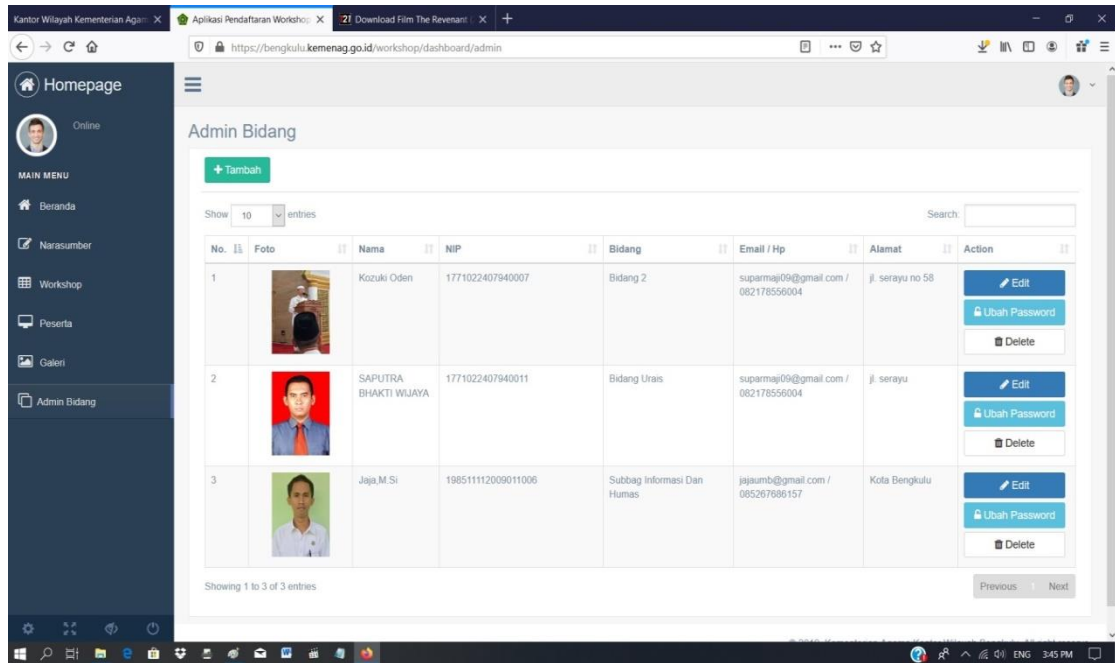 Kantor Wilayah Kementerian Agam
Aplikasi Pendaftaran Workshop
Download Film The Revenant
https://bengkulu.kemenag.go.id/workshop/dashboard/admin
Homepage
Online
MAIN MENU
Beranda
Narasumber
Workshop
Peserta
Galeri
Admin Bidang
Admin Bidang
Tambah
Show 10 entries
Search:
No. Foto Nama NIP Bidang Email / Hp Alamat Action
1 Kozuki Oden 1771022407940007 Bidang 2 suparmaji09@gmail.com / jl. serayu no 58 Edit
082178556004
Ubah Password
Delete
2 SAPUTRA 1771022407940011 Bidang Urais suparmaji09@gmail.com / jl. serayu Edit
BHAKTI WIJAYA 082178556004
Ubah Password
Delete
3 Jaja,M.Si 198511112009011006 Subbag Informasi Dan jajaumb@gmail.com / Kota Bengkulu Edit
Humas 085267686157
Ubah Password
Delete
Showing 1 to 3 of 3 entries
Previous 1 Next
ENG 3:45 PM